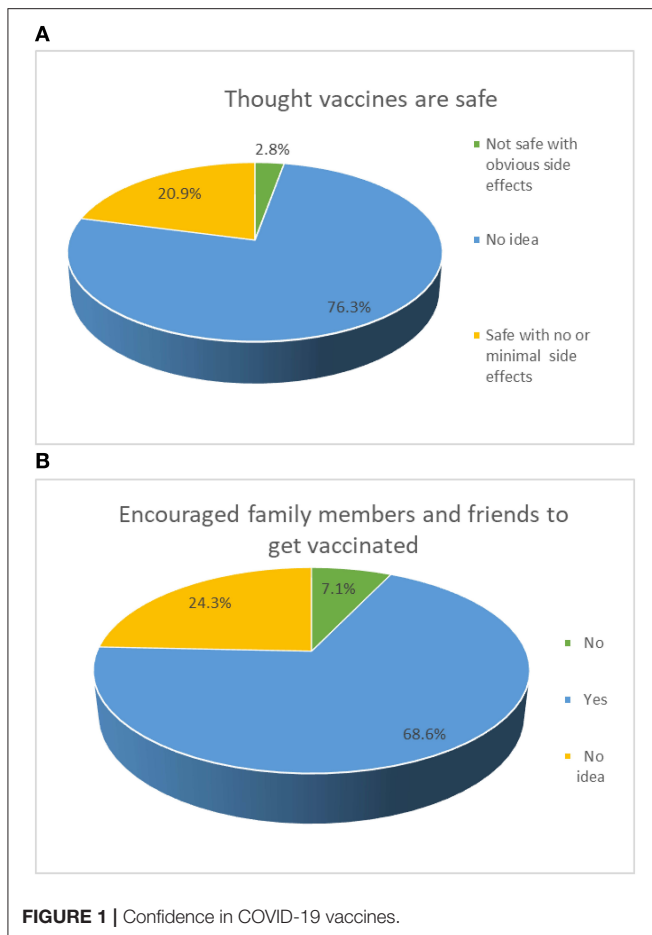 A
Thought vaccines are safe
2.8%
Not safe with
obvious side
effects
20.9%
No idea
76.3%
Safe with no or
minimal side
effects
B
Encouraged family members and friends to
get vaccinated
7.1%
24.3%
No
Yes
68.6%
No
idea
FIGURE 1 | Confidence in COVID-19 vaccines.